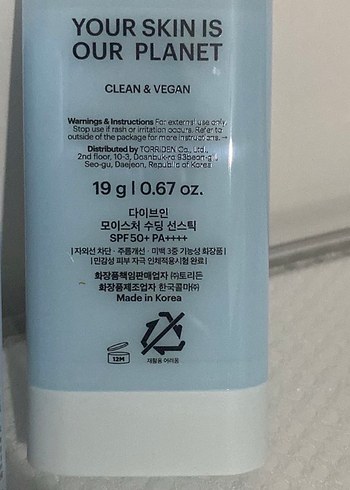 YOUR SKIN IS
OUR PLANET
CLEAN & VEGAN
Warnings & Instructions For external use only.
Stop use if rash or irritation occurs. Refer to
outside of the package for more instructions.
Distributed by TORRIDEN Co., Ltd.,
2nd floor, 10-3, Doanbuk-ro 93beon-gil,
Seo-gu, Daejeon, Republic of Korea
19 g | 0.67 oz.
다이브인
모이스처 수딩 선스틱
SPF50+ PA++++
| 자외선 차단 · 주름개선 · 미백 3중 기능성 화장품 |
| 민감성 피부 자극 인체적용시험 완료 |
화장품책임판매업자 ㈜토리든
화장품제조업자 한국콜마㈜
Made in Korea
12M
재활용 어려움